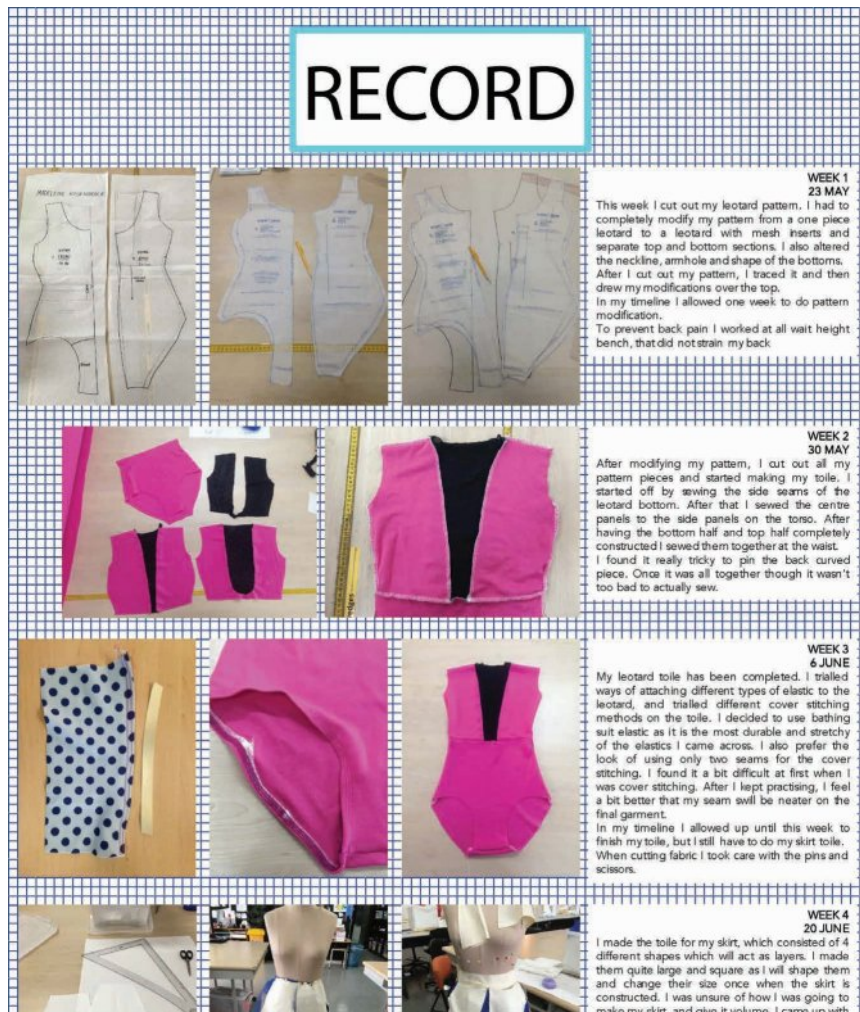 RECORD
MADELEINE
WEEK 1
23 MAY
This week I cut out my leotard pattern. I had to
completely modify my pattern from a one piece
leotard to a leotard with mesh inserts and
separate top and bottom sections. I also altered
the neckline, armhole and shape of the bottoms.
After I cut out my pattern, I traced it and then
drew my modifications over the top.
In my timeline I allowed one week to do pattern
modification.
To prevent back pain I worked at all wait height
bench, that did not strain my back
WEEK 2
30 MAY
After modifying my pattern, I cut out all my
pattern pieces and started making my toile. I
started off by sewing the side seams of the
leotard bottom. After that I sewed the centre
panels to the side panels on the torso. After
having the bottom half and top half completely
constructed I sewed them together at the waist.
I found it really tricky to pin the back curved
piece. Once it was all together though it wasn't
too bad to actually sew.
WEEK 3
6 JUNE
My leotard toile has been completed. I trialled
ways of attaching different types of elastic to the
leotard, and trialled different cover stitching
methods on the toile. I decided to use bathing
suit elastic as it is the most durable and stretchy
of the elastics I came across. I also prefer the
look of using only two seams for the cover
stitching. I found it a bit difficult at first when I
was cover stitching. After I kept practising, I feel
a bit better that my seam swill be neater on the
final garment.
In my timeline I allowed up until this week to
finish my toile, but I still have to do my skirt toile.
When cutting fabric I took care with the pins and
scissors.
WEEK 4
20 JUNE
I made the toile for my skirt, which consisted of 4
different shapes which will act as layers. I made
them quite large and square as I will shape them
and change their size once when the skirt is
constructed. I was unsure of how I was going to
make my skirt, and give it volume. I came up with